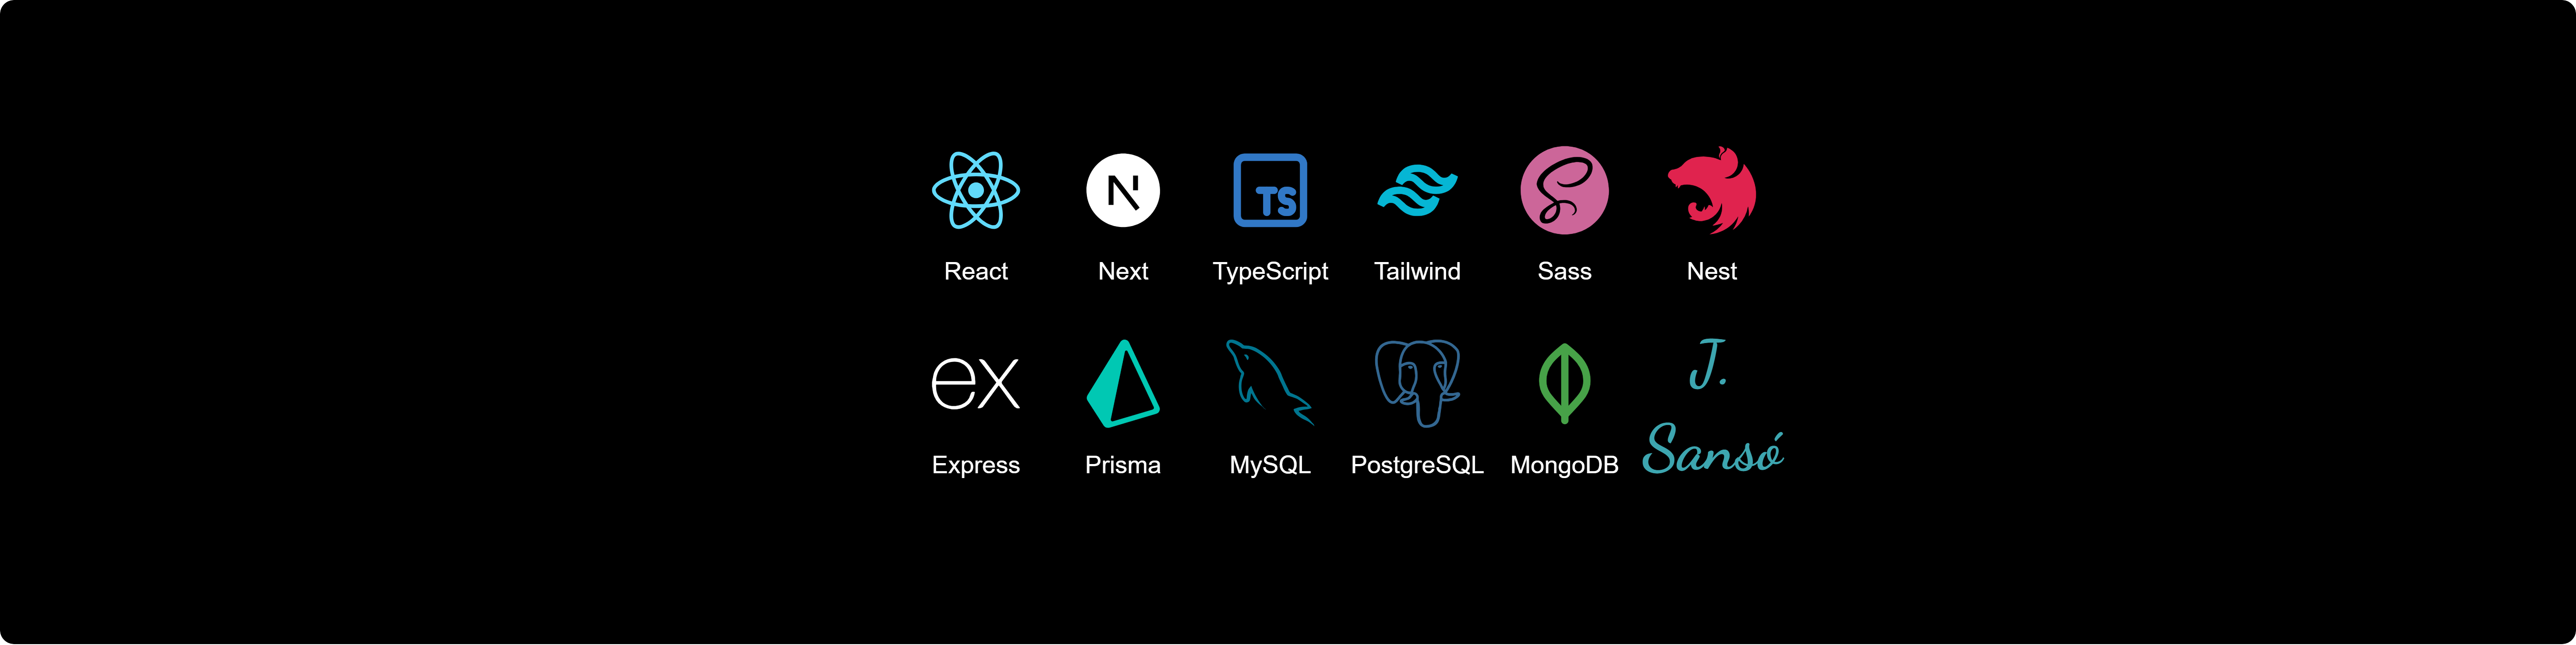 N
TS
React
Next
TypeScript
Tailwind
Sass
Nest
ex
J.
Sansó
Express
Prisma
MySQL
PostgreSQL
MongoDB